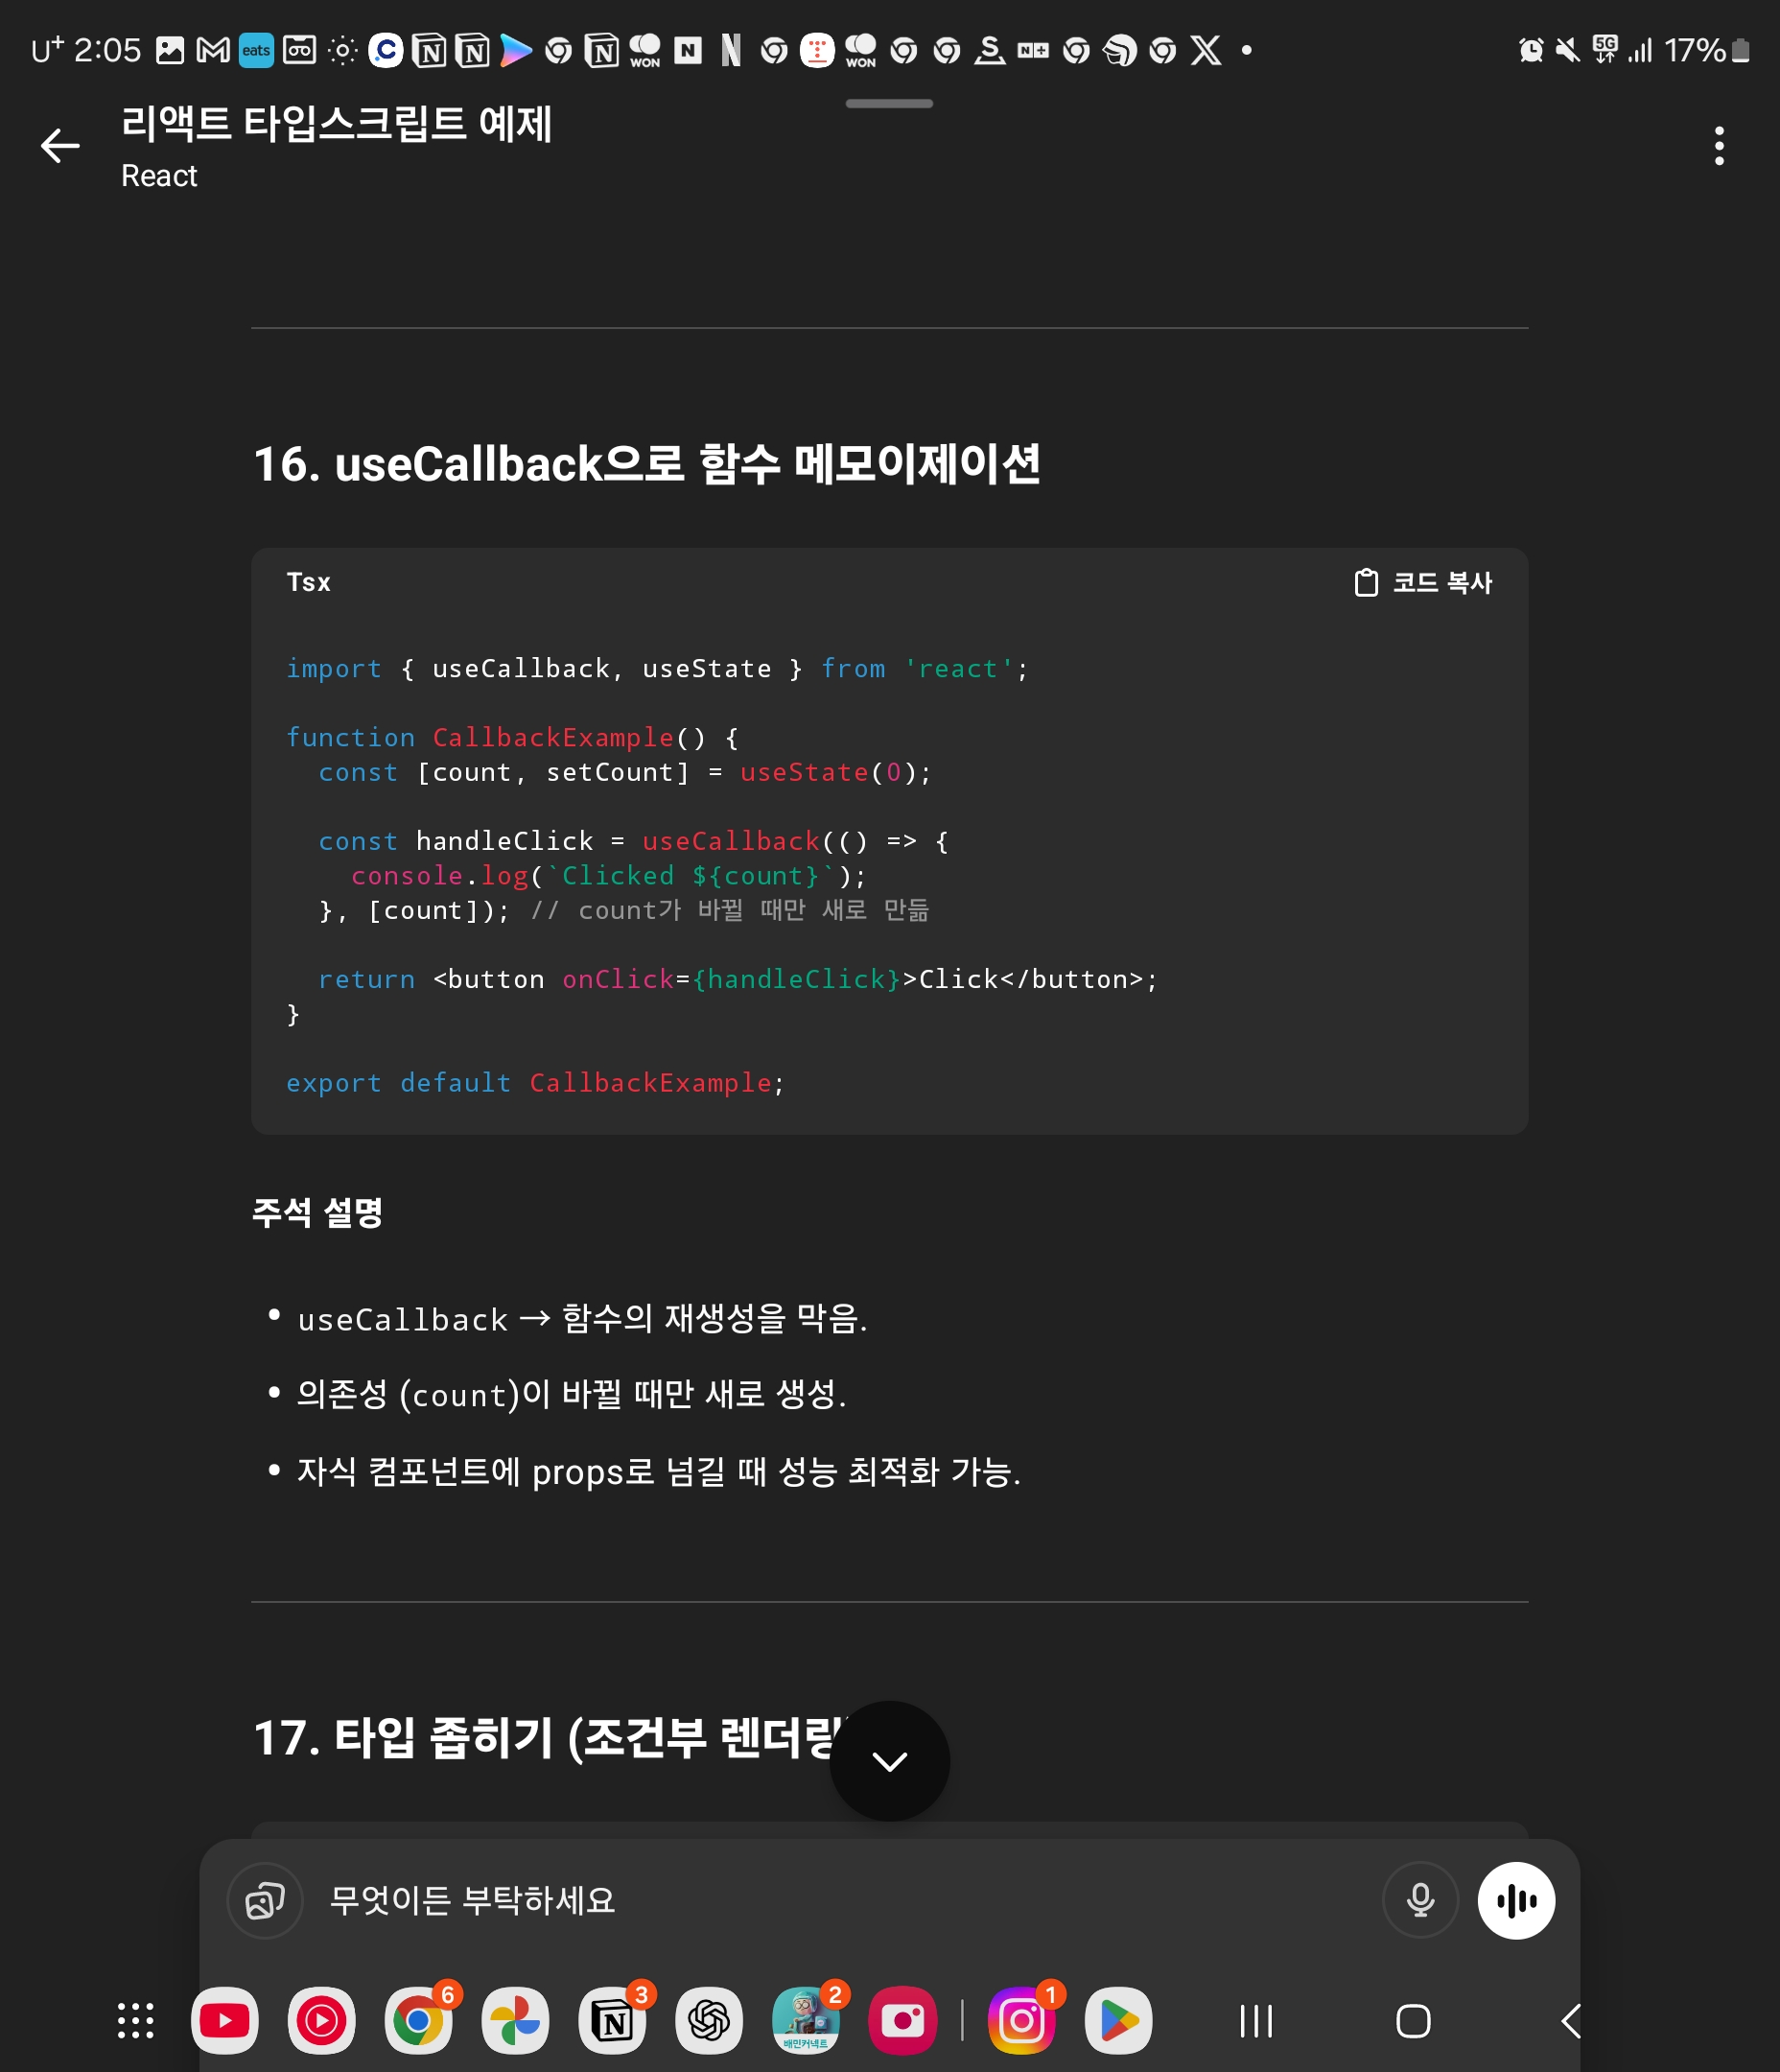 U+ 2:05 eats N N N WON N N WON N+ 5G 17%
리액트 타입스크립트 예제
React
16. useCallback으로 함수 메모이제이션
Tsx 코드 복사
import { useCallback, useState } from 'react';
function CallbackExample() {
const [count, setCount] = useState(0);
const handleClick = useCallback(() => {
console.log(`Clicked ${count}`);
}, [count]); // count가 바뀔 때만 새로 만듦
return <button onClick={handleClick}>Click</button>;
}
export default CallbackExample;
주석 설명
• useCallback → 함수의 재생성을 막음.
• 의존성 (count)이 바뀔 때만 새로 생성.
• 자식 컴포넌트에 props로 넘길 때 성능 최적화 가능.
17. 타입 좁히기 (조건부 렌더링
무엇이든 부탁하세요
6 3 2 1
배민커넥트